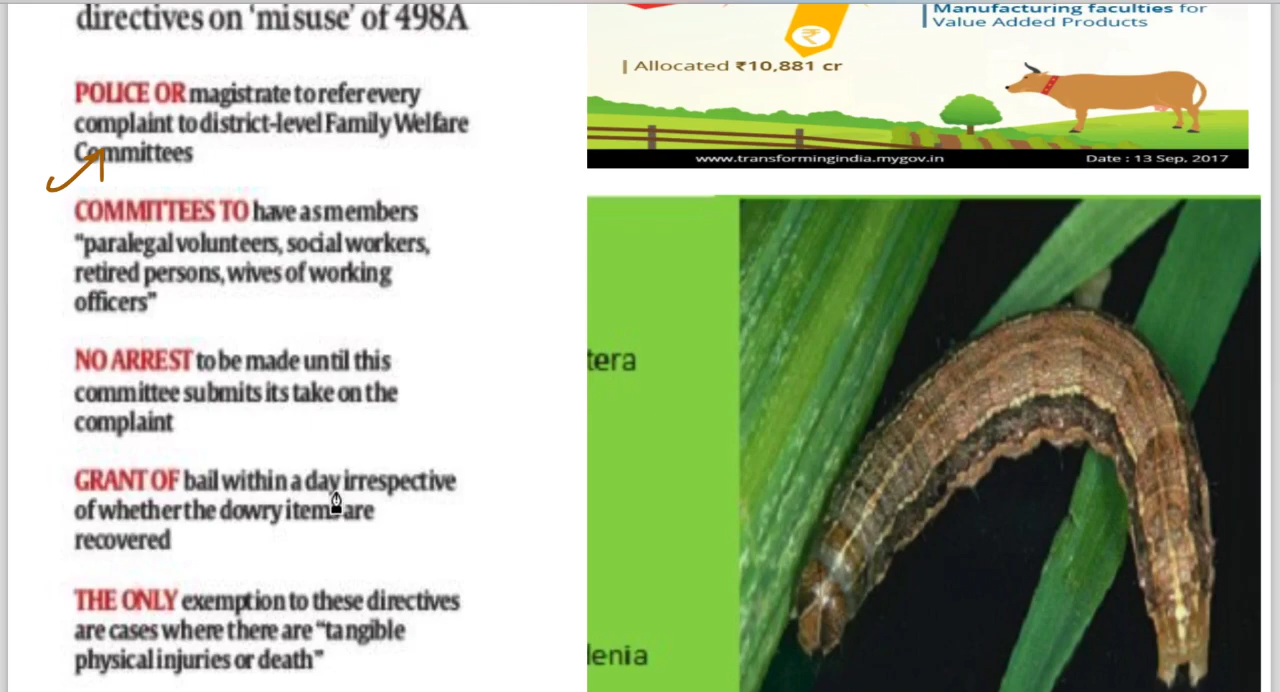 directives on ‘misuse’ of 498A
POLICE OR magistrate to refer every
complaint to district-level Family Welfare
Committees
COMMITTEES TO have as members
“paralegal volunteers, social workers,
retired persons, wives of working
officers”
NO ARREST to be made until this
committee submits its take on the
complaint
GRANT OF bail within a day irrespective
of whether the dowry items are
recovered
THE ONLY exemption to these directives
are cases where there are “tangible
physical injuries or death”
Manufacturing faculties for
Value Added Products
₹
| Allocated ₹10,881 cr
www.transformingindia.mygov.in
Date : 13 Sep, 2017
tera
lenia